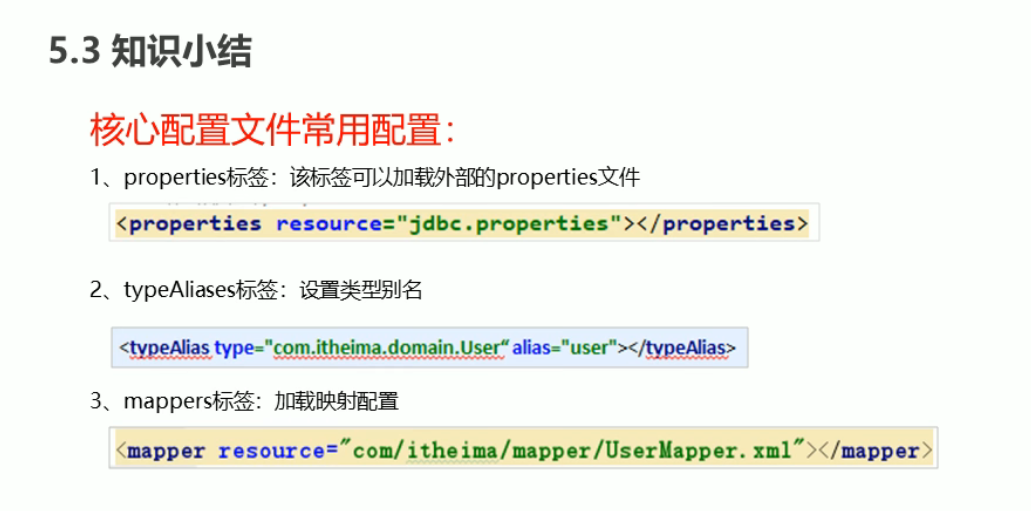 5.3 知识小结
核心配置文件常用配置：
1、properties标签：该标签可以加载外部的properties文件
<properties resource="jdbc.properties"></properties>
2、typeAliases标签：设置类型别名
<typeAlias type="com.itheima.domain.User“ alias="user"></typeAlias>
3、mappers标签：加载映射配置
<mapper resource="com/itheima/mapper/UserMapper.xml"></mapper>